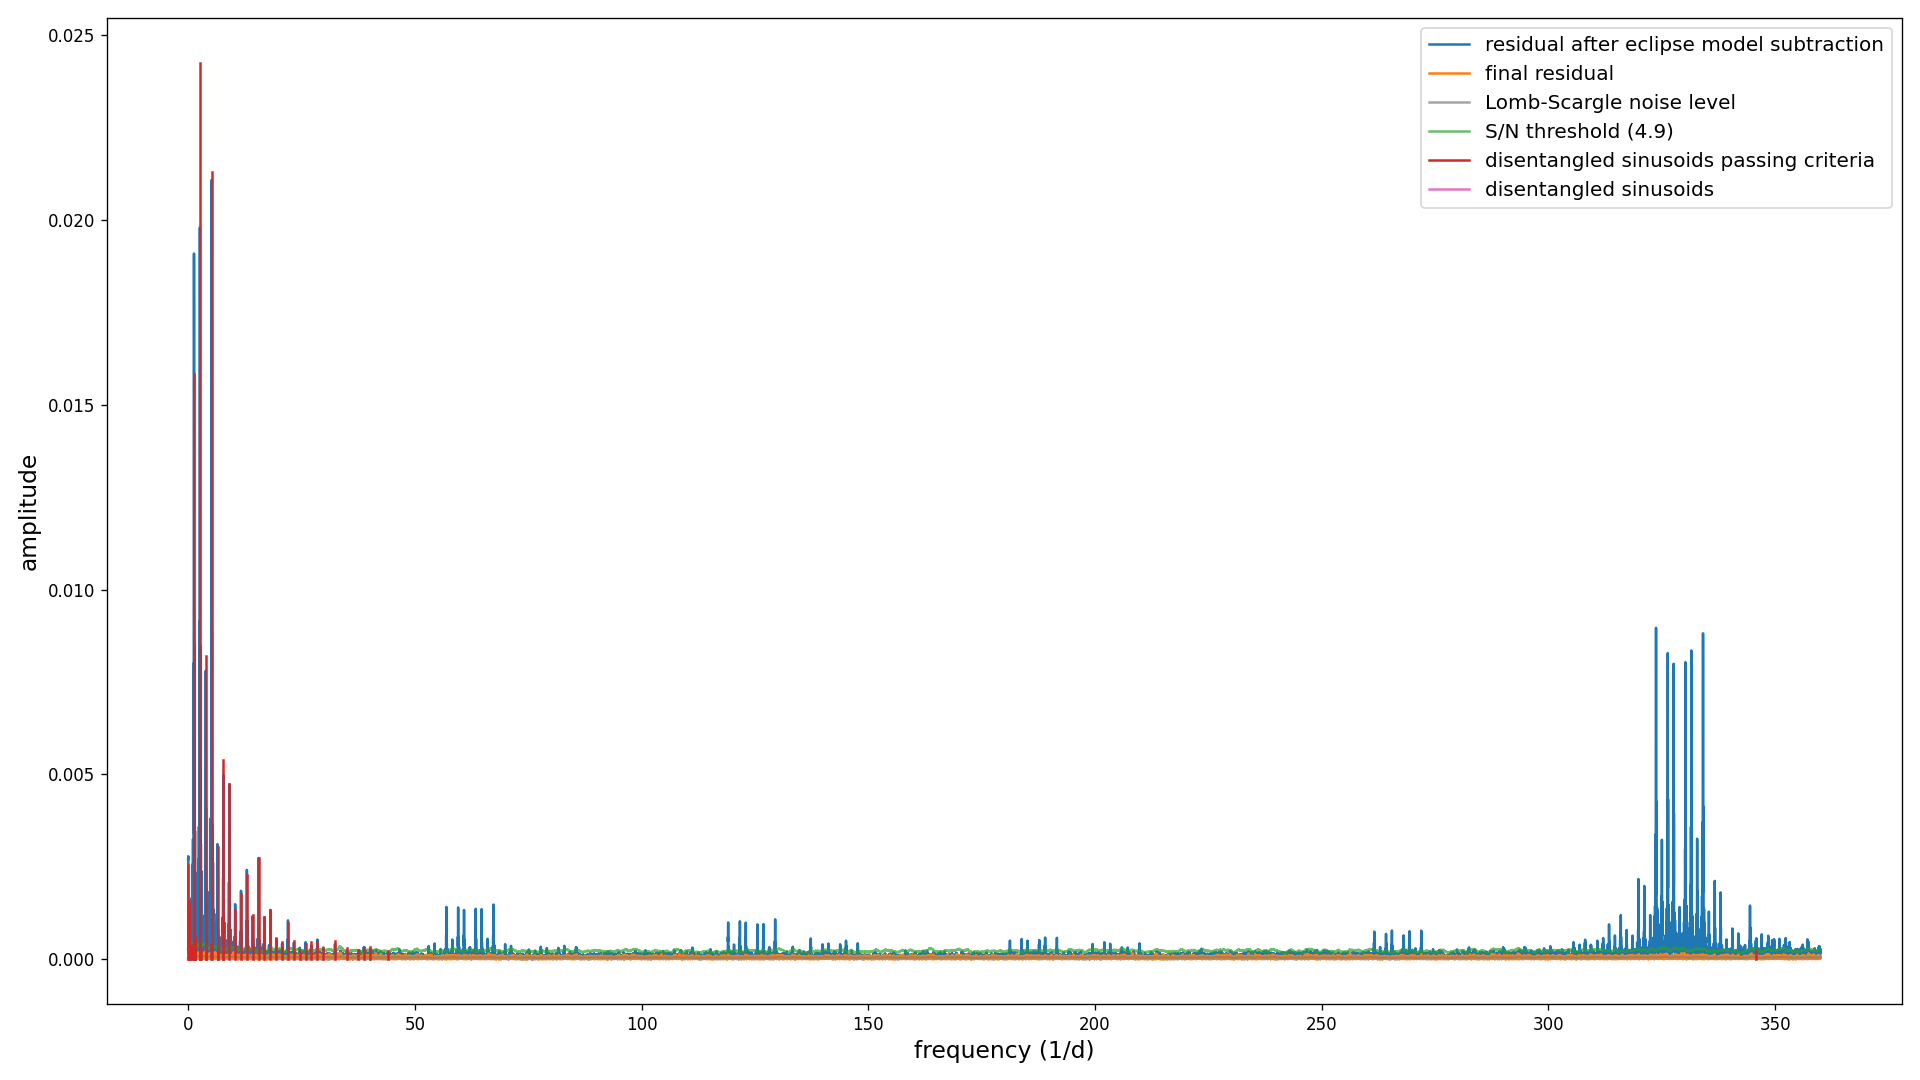 residual after eclipse model subtraction
final residual
Lomb-Scargle noise level
S/N threshold (4.9)
disentangled sinusoids passing criteria
disentangled sinusoids
0.025
0.020
0.015
0.010
0.005
0.000
amplitude
0 50 100 150 200 250 300 350
frequency (1/d)